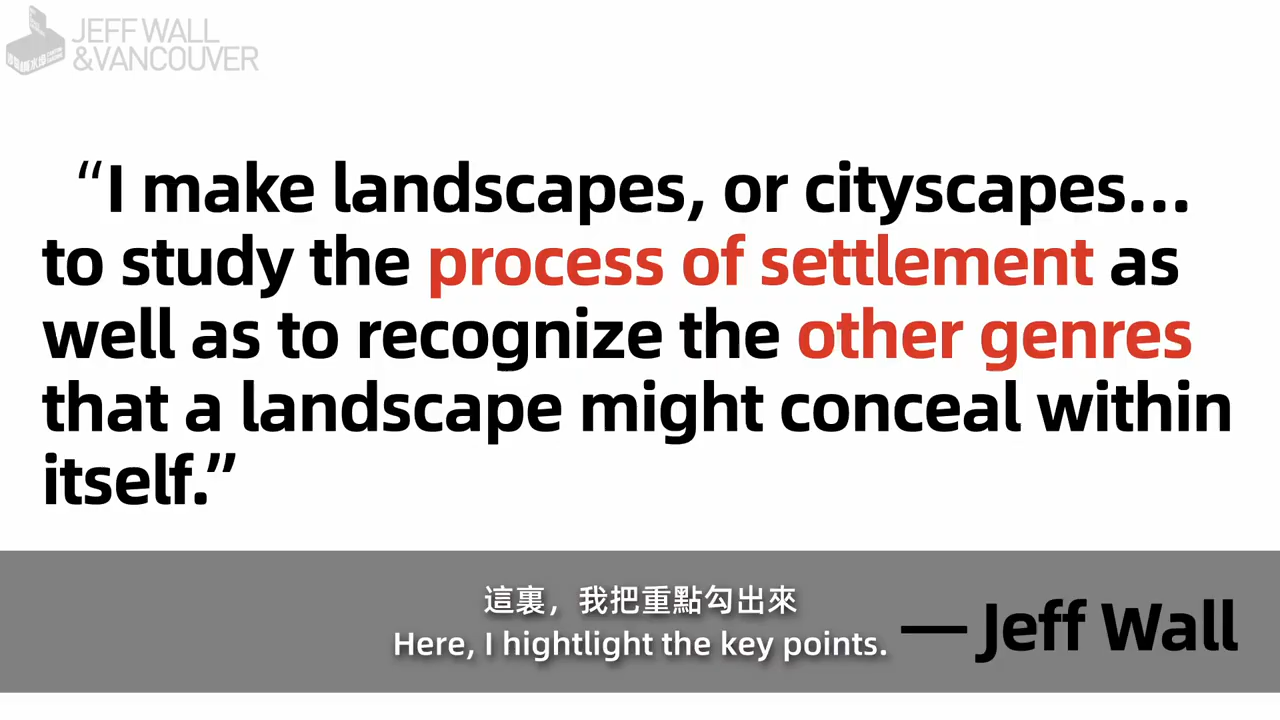 JEFF WALL
&VANCOUVER
“I make landscapes, or cityscapes...
to study the process of settlement as
well as to recognize the other genres
that a landscape might conceal within
itself.”
這裏，我把重點勾出來
Here, I hightlight the key points.
— Jeff Wall